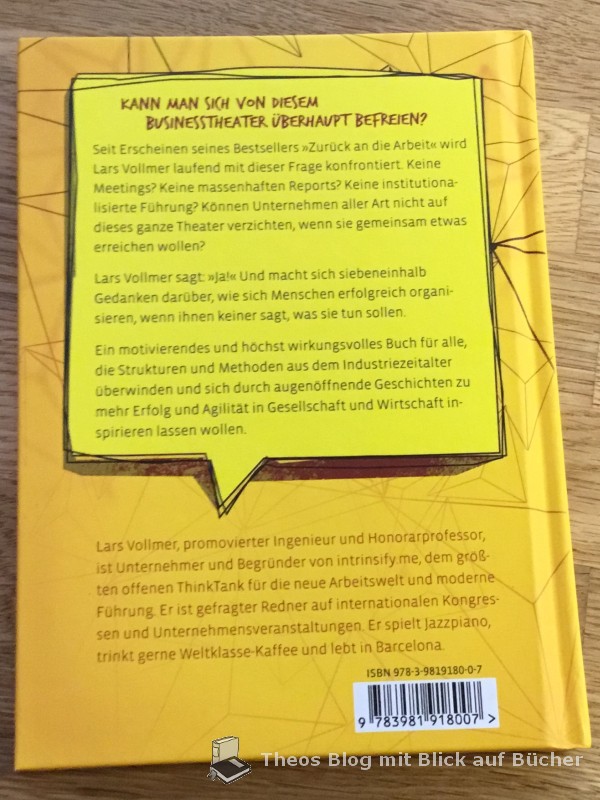 KANN MAN SICH VON DIESEM
BUSINESSTHEATER ÜBERHAUPT BEFREIEN?
Seit Erscheinen seines Bestsellers »Zurück an die Arbeit« wird
Lars Vollmer laufend mit dieser Frage konfrontiert. Keine
Meetings? Keine massenhaften Reports? Keine institutiona-
lisierte Führung? Können Unternehmen aller Art nicht auf
dieses ganze Theater verzichten, wenn sie gemeinsam etwas
erreichen wollen?
Lars Vollmer sagt: »Ja!« Und macht sich siebeneinhalb
Gedanken darüber, wie sich Menschen erfolgreich organi-
sieren, wenn ihnen keiner sagt, was sie tun sollen.
Ein motivierendes und höchst wirkungsvolles Buch für alle,
die Strukturen und Methoden aus dem Industriezeitalter
überwinden und sich durch augenöffnende Geschichten zu
mehr Erfolg und Agilität in Gesellschaft und Wirtschaft in-
spirieren lassen wollen.
Lars Vollmer, promovierter Ingenieur und Honorarprofessor,
ist Unternehmer und Begründer von intrinsify.me, dem größ-
ten offenen ThinkTank für die neue Arbeitswelt und moderne
Führung. Er ist gefragter Redner auf internationalen Kongres-
sen und Unternehmensveranstaltungen. Er spielt Jazzpiano,
trinkt gerne Weltklasse-Kaffee und lebt in Barcelona.
ISBN 978-3-9819180-0-7
9 783981 918007 >
Theos Blog mit Blick auf Bücher